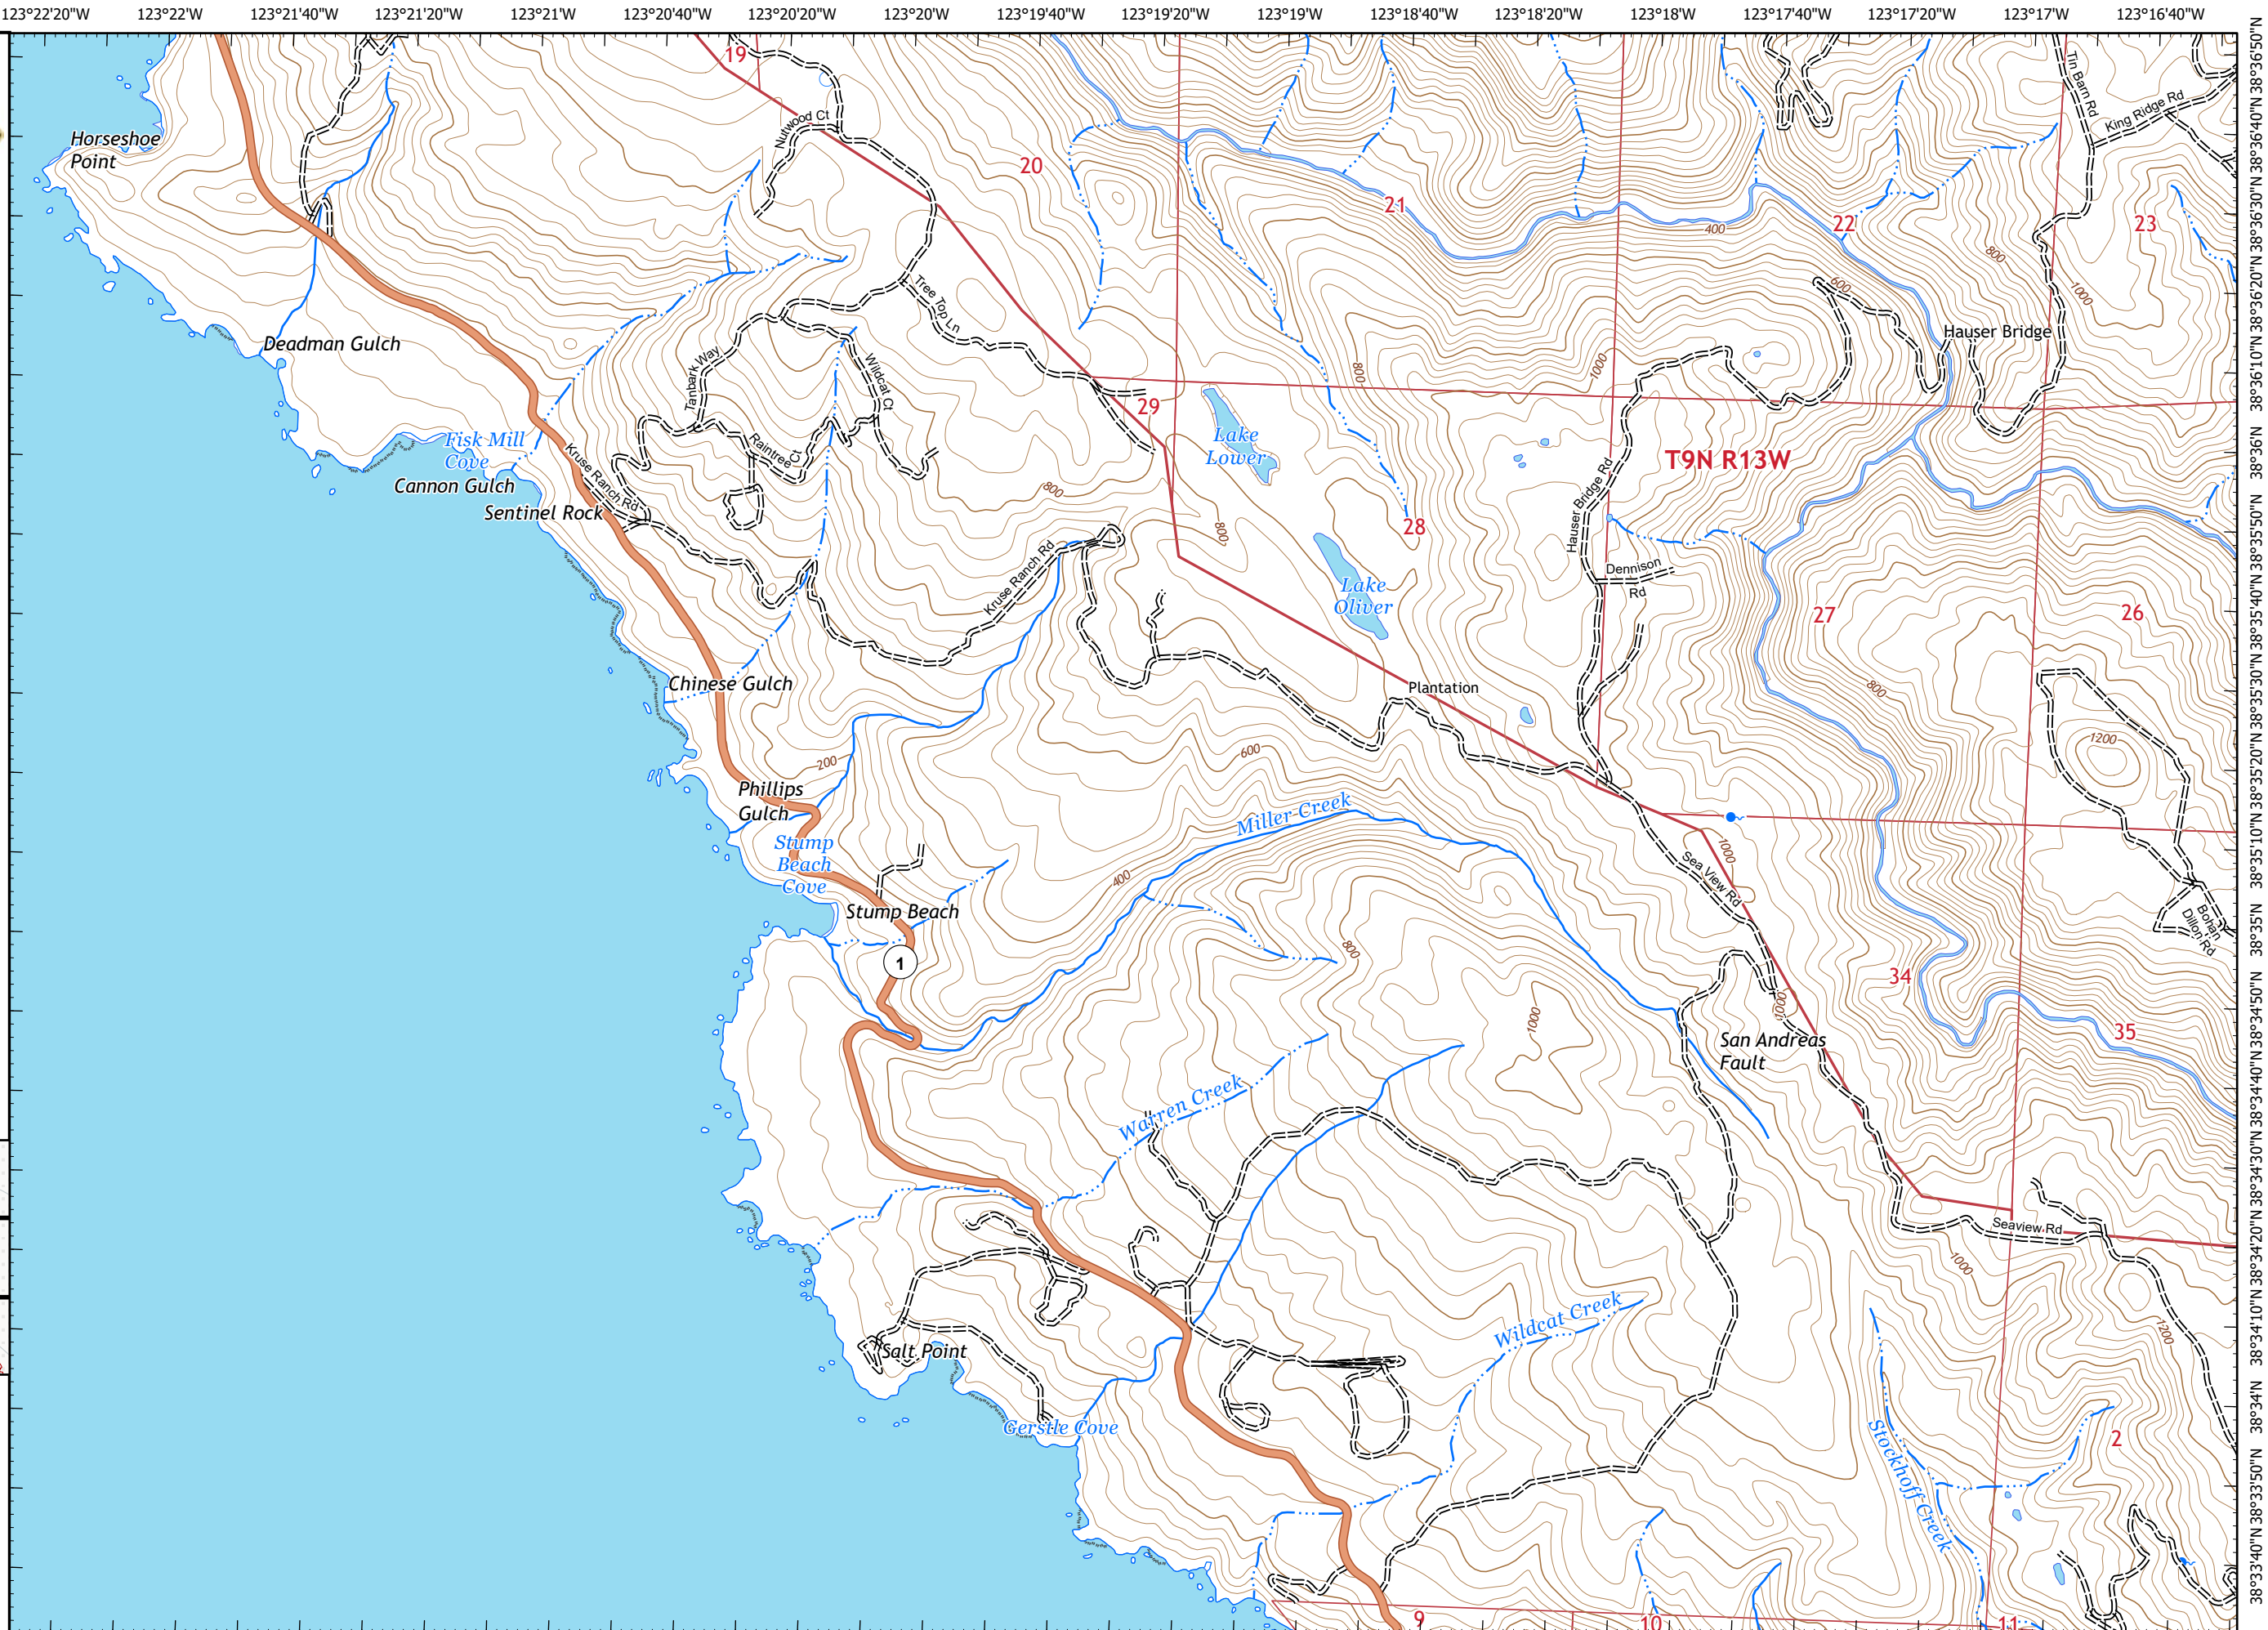 123°22'20"W 123°22'W 123°21'40"W 123°21'20"W 123°21'W 123°20'40"W 123°20'20"W 123°20'W 123°19'40"W 123°19'20"W 123°19'W 123°18'40"W 123°18'20"W 123°18'W 123°17'40"W 123°17'20"W 123°17'W 123°16'40"W
19
Tin Barn Rd
King Ridge Rd
Nutwood Ct
Horseshoe
Point
20
21
22
23
400
800
600
1000
Tree Top Ln
Hauser Bridge
Deadman Gulch
Tanbark Way
Wildcat Ct
800
1000
29
Lake
Lower
Fisk Mill
Cove
Raintree Ct
T9N R13W
Cannon Gulch
Kruse Ranch Rd
800
Hauser Bridge Rd
Sentinel Rock
800
28
Kruse Ranch Rd
Dennison
Rd
Lake
Oliver
27
26
Chinese Gulch
Plantation
800
1200
600
200
Phillips
Gulch
Miller Creek
Stump
Beach
Cove
1000
400
Sea View Rd
Stump Beach
Bohan
Dillon Rd
800
1
34
1000
1000
35
San Andreas
Fault
Warren Creek
Seaview Rd
1000
Wildcat Creek
1200
Salt Point
Gerstle Cove
2
Stockhoff Creek
9
10
11
38°36'50"N
38°36'40"N
38°36'30"N
38°36'20"N
38°36'10"N
38°36'N
38°35'50"N
38°35'40"N
38°35'30"N
38°35'20"N
38°35'10"N
38°35'N
38°34'50"N
38°34'40"N
38°34'30"N
38°34'20"N
38°34'10"N
38°34'N
38°33'50"N
38°33'40"N